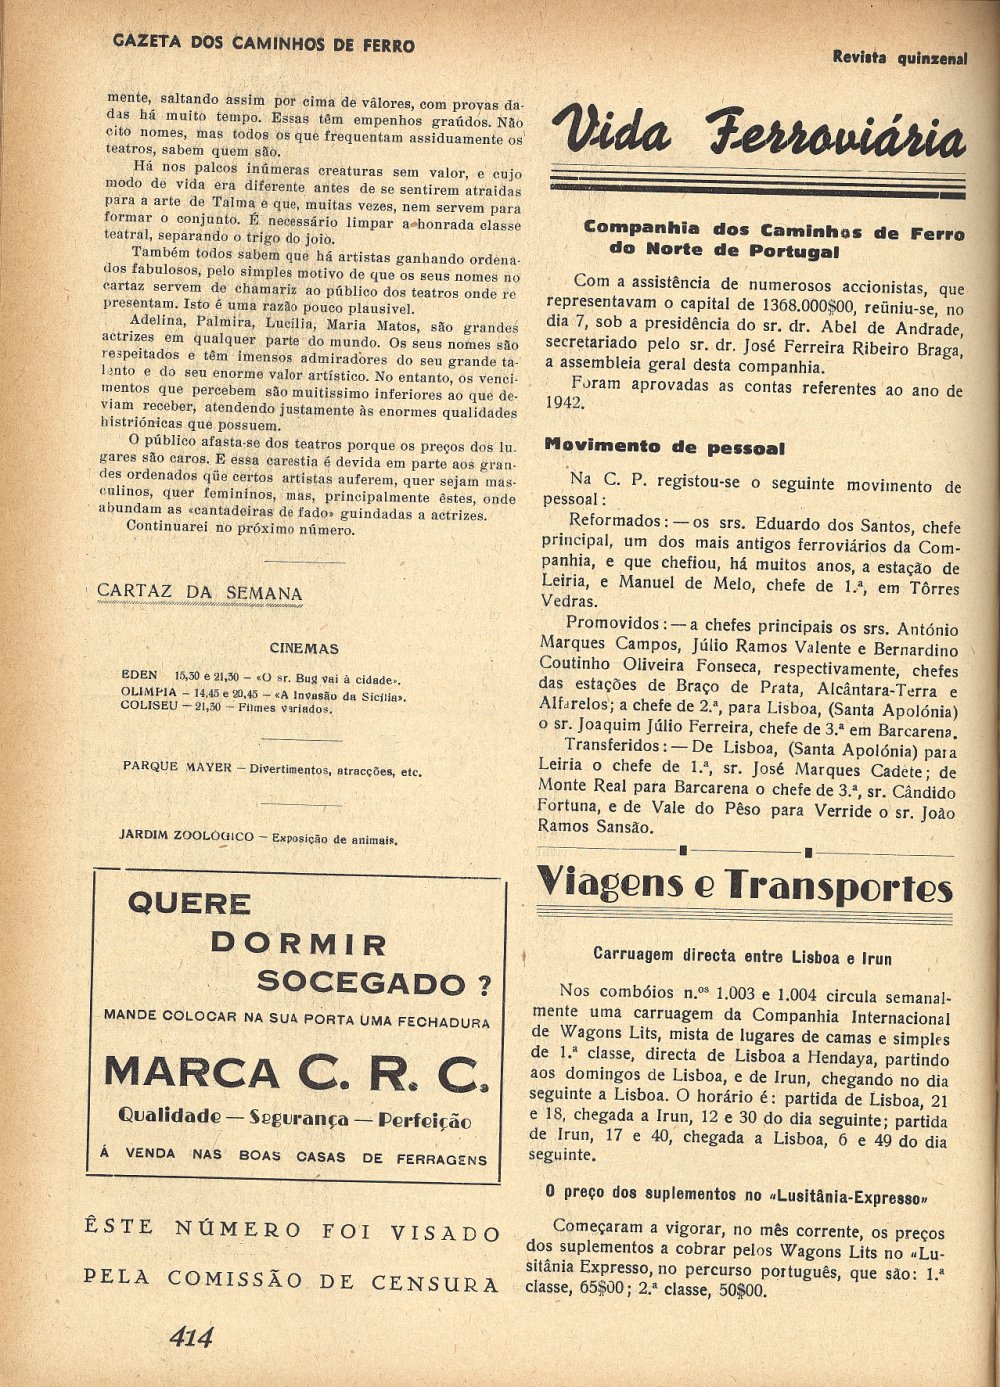 GAZETA DOS CAMINHOS DE FERRO
Revista quinzenal
mente, saltando assim por cima de vâlores, com provas da-
das há muito tempo. Essas têm empenhos graúdos. Não
cito nomes, mas todos os que frequentam assiduamente os
teatros, sabem quem são.
Há nos palcos inúmeras creaturas sem valor, e cujo
modo de vida era diferente antes de se sentirem atraidas
para a arte de Talma e que, muitas vezes, nem servem para
formar o conjunto. É necessário limpar a honrada classe
teatral, separando o trigo do joio.
Também todos sabem que há artistas ganhando ordena-
dos fabulosos, pelo simples motivo de que os seus nomes no
cartaz servem de chamariz ao público dos teatros onde re
presentam. Isto é uma razão pouco plausivel.
Adelina, Palmira, Lucília, Maria Matos, são grandes
actrizes em qualquer parte do mundo. Os seus nomes são
respeitados e têm imensos admiradores do seu grande ta-
lento e do seu enorme valor artístico. No entanto, os venci-
mentos que percebem são muitissimo inferiores ao que de-
viam receber, atendendo justamente às enormes qualidades
histriónicas que possuem.
O público afasta-se dos teatros porque os preços dos lu.
gares são caros. E essa carestia é devida em parte aos gran-
des ordenados qüe certos artistas auferem, quer sejam mas-
culinos, quer femininos, mas, principalmente êstes, onde
abundam as «cantadeiras de fado» guindadas a actrizes.
Continuarei no próximo número.
CARTAZ DA SEMANA
CINEMAS
EDEN 15,30 e 21,30 – «O sr. Bug vai à cidade».
OLIMPIA – 14,45 e 20,45 – «A Invasão da Sicília».
COLISEU – 21,30 – Filmes variados.
PARQUE MAYER – Divertimentos, atracções, etc.
JARDIM ZOOLÓGICO – Exposição de animais.
QUERE
DORMIR
SOCEGADO ?
MANDE COLOCAR NA SUA PORTA UMA FECHADURA
MARCA C. R. C.
Qualidade — Segurança — Perfeição
Á VENDA NAS BOAS CASAS DE FERRAGENS
ÊSTE NÚMERO FOI VISADO
PELA COMISSÃO DE CENSURA
414
Vida Ferroviária
Companhia dos Caminhos de Ferro
do Norte de Portugal
Com a assistência de numerosos accionistas, que
representavam o capital de 1368.000$00, reüniu-se, no
dia 7, sob a presidência do sr. dr. Abel de Andrade,
secretariado pelo sr. dr. José Ferreira Ribeiro Braga,
a assembleia geral desta companhia.
Foram aprovadas as contas referentes ao ano de
1942.
Movimento de pessoal
Na C. P. registou-se o seguinte movimento de
pessoal :
Reformados : — os srs. Eduardo dos Santos, chefe
principal, um dos mais antigos ferroviários da Com-
panhia, e que chefiou, há muitos anos, a estação de
Leiria, e Manuel de Melo, chefe de 1.ª, em Tôrres
Vedras.
Promovidos : — a chefes principais os srs. António
Marques Campos, Júlio Ramos Valente e Bernardino
Coutinho Oliveira Fonseca, respectivamente, chefes
das estações de Braço de Prata, Alcântara-Terra e
Alfarelos; a chefe de 2.ª, para Lisboa, (Santa Apolónia)
o sr. Joaquim Júlio Ferreira, chefe de 3.ª em Barcarena.
Transferidos : — De Lisboa, (Santa Apolónia) para
Leiria o chefe de 1.ª, sr. José Marques Cadete ; de
Monte Real para Barcarena o chefe de 3.ª, sr. Cândido
Fortuna, e de Vale do Pêso para Verride o sr. João
Ramos Sansão.
Viagens e Transportes
Carruagem directa entre Lisboa e Irun
Nos combóios n.ºs 1.003 e 1.004 circula semanal-
mente uma carruagem da Companhia Internacional
de Wagons Lits, mista de lugares de camas e simples
de 1.ª classe, directa de Lisboa a Hendaya, partindo
aos domingos de Lisboa, e de Irun, chegando no dia
seguinte a Lisboa. O horário é : partida de Lisboa, 21
e 18, chegada a Irun, 12 e 30 do dia seguinte; partida
de Irun, 17 e 40, chegada a Lisboa, 6 e 49 do dia
seguinte.
O preço dos suplementos no «Lusitânia-Expresso»
Começaram a vigorar, no mês corrente, os preços
dos suplementos a cobrar pelos Wagons Lits no «Lu-
sitânia Expresso, no percurso português, que são: 1.ª
classe, 65$00 ; 2.ª classe, 50$00.